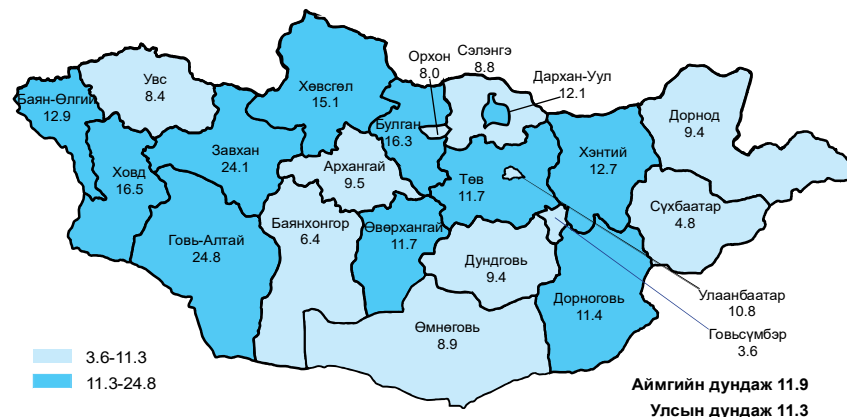 Орхон
8.0
Сэлэнгэ
8.8
Дархан-Уул
12.1
Увс
8.4
Хөвсгөл
15.1
Баян-Өлгий
12.9
Дорнод
9.4
Булган
16.3
Завхан
24.1
Хэнтий
12.7
Ховд
16.5
Архангай
9.5
Төв
11.7
Сүхбаатар
4.8
Баянхонгор
6.4
Говь-Алтай
24.8
Өвөрхангай
11.7
Дундговь
9.4
Улаанбаатар
10.8
Дорноговь
11.4
Өмнөговь
8.9
Говьсүмбэр
3.6
3.6-11.3
11.3-24.8
Аймгийн дундаж 11.9
Улсын дундаж 11.3